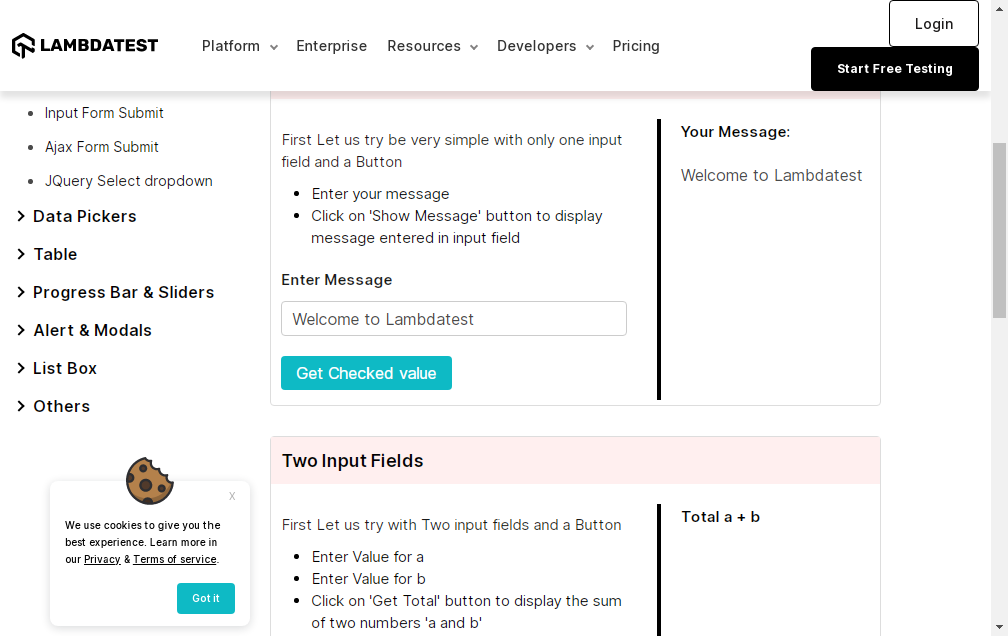 LAMBDATEST
Platform
Enterprise
Resources
Developers
Pricing
Login
Start Free Testing
Input Form Submit
Ajax Form Submit
JQuery Select dropdown
Data Pickers
Table
Progress Bar & Sliders
Alert & Modals
List Box
Others
First Let us try be very simple with only one input
field and a Button
Enter your message
Click on 'Show Message' button to display
message entered in input field
Enter Message
Welcome to Lambdatest
Get Checked value
Your Message:
Welcome to Lambdatest
Two Input Fields
First Let us try with Two input fields and a Button
Enter Value for a
Enter Value for b
Click on 'Get Total' button to display the sum
of two numbers 'a and b'
Total a + b
X
We use cookies to give you the
best experience. Learn more in
our Privacy & Terms of service.
Got it